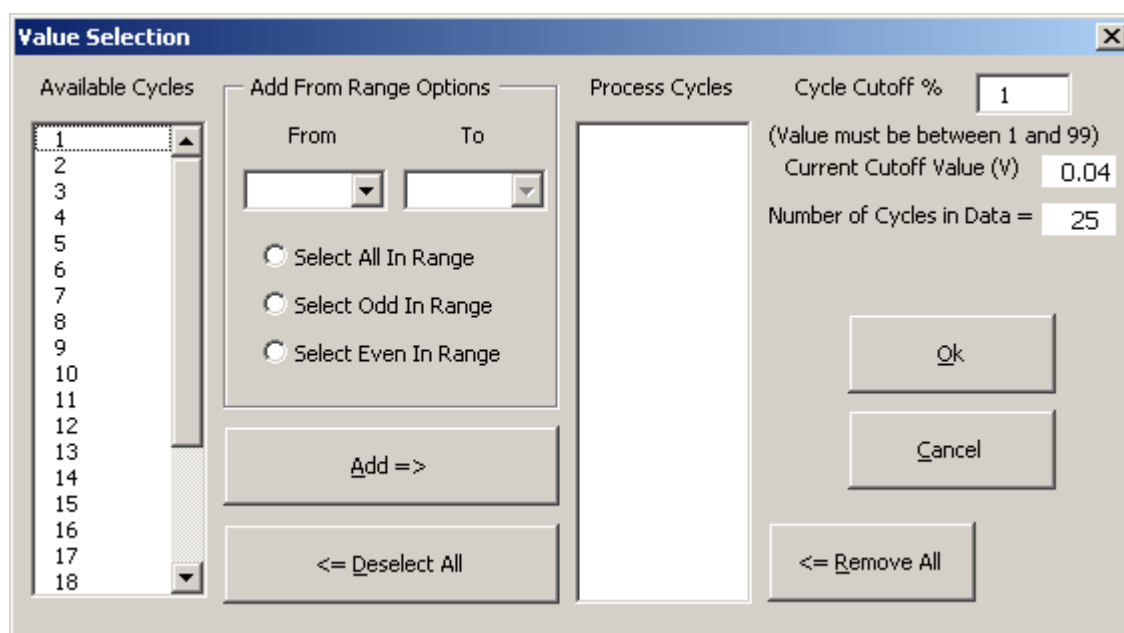 Value Selection
Available Cycles
1
2
3
4
5
6
7
8
9
10
11
12
13
14
15
16
17
18
Add From Range Options
From To
Select All In Range
Select Odd In Range
Select Even In Range
Add =>
<= Deselect All
Process Cycles
Cycle Cutoff % 1
(Value must be between 1 and 99)
Current Cutoff Value (V) 0.04
Number of Cycles in Data = 25
Ok
Cancel
<= Remove All